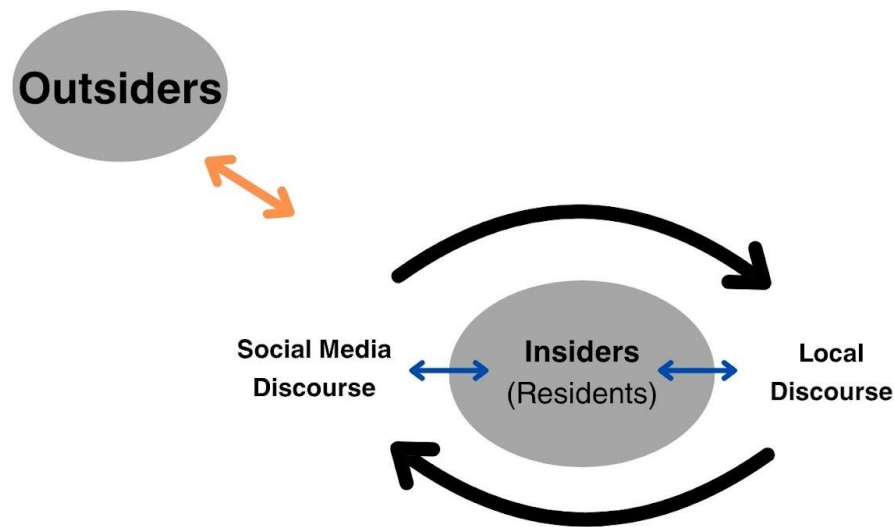 Outsiders
Social Media
Discourse
Insiders
(Residents)
Local
Discourse